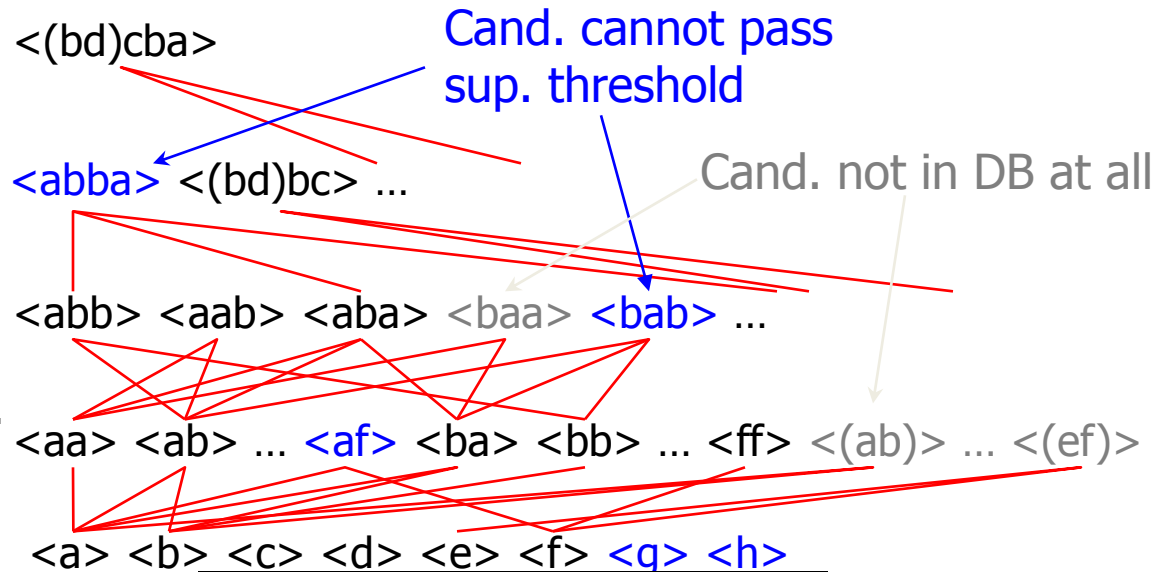 <(bd)cba>
Cand. cannot pass
sup. threshold
<abba> <(bd)bc> ...
Cand. not in DB at all
<abb> <aab> <aba> <baa> <bab> ...
<aa> <ab> ... <af> <ba> <bb> ... <ff> <(ab)> ... <(ef)>
<a> <b> <c> <d> <e> <f> <g> <h>